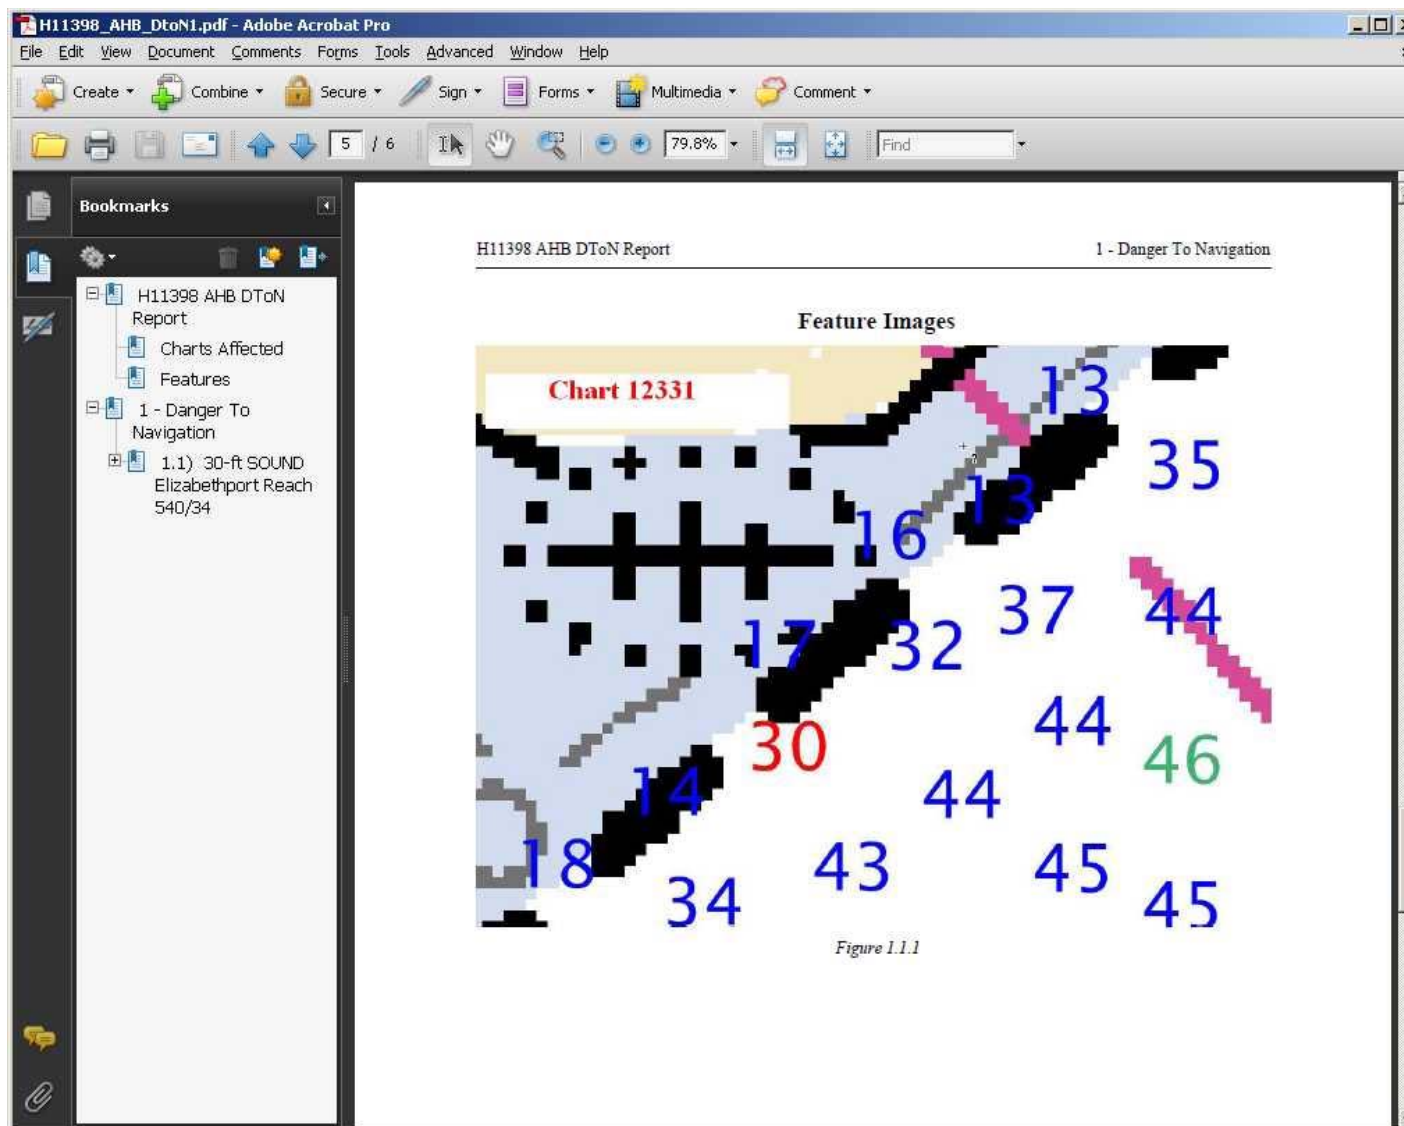 H11398_AHB_DtoN1.pdf - Adobe Acrobat Pro
File Edit View Document Comments Forms Tools Advanced Window Help
Create Combine Secure Sign Forms Multimedia Comment
5 / 6 79.8% Find
Bookmarks
H11398 AHB DToN
Report
Charts Affected
Features
1 - Danger To
Navigation
1.1) 30-ft SOUND
Elizabethport Reach
540/34
H11398 AHB DToN Report 1 - Danger To Navigation
Feature Images
Chart 12331
13
35
13
16
37
44
17
32
44
30
46
14
44
18
43
45
34
45
Figure 1.1.1